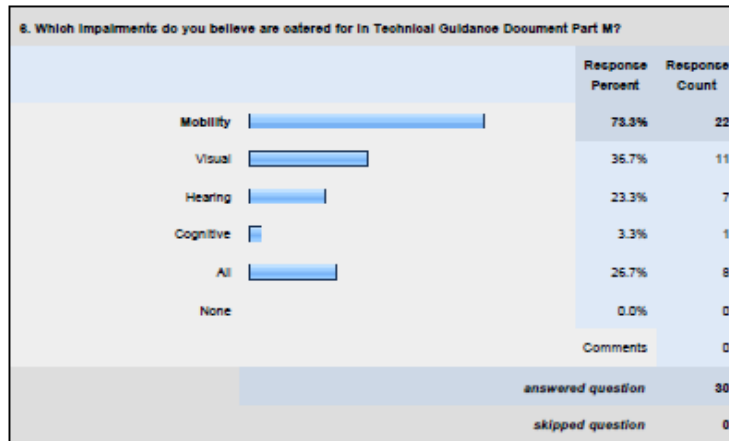 6. Which impairments do you believe are catered for in Technical Guidance Document Part M?
Response Percent Response Count
Mobility 73.3% 22
Visual 36.7% 11
Hearing 23.3% 7
Cognitive 3.3% 1
All 26.7% 8
None 0.0% 0
Comments 0
answered question 30
skipped question 0